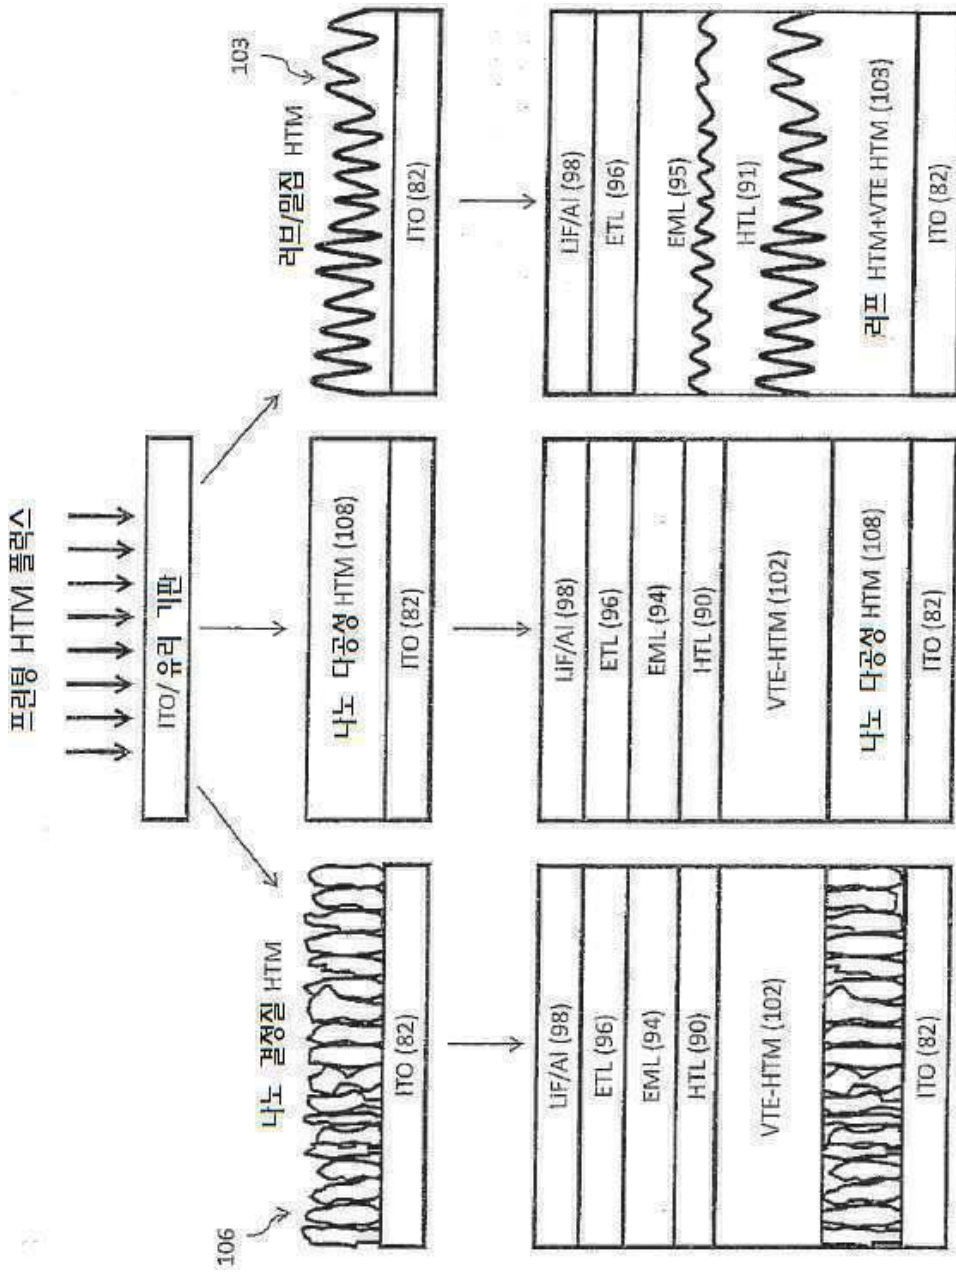 프린팅 HTM 플럭스
ITO/유리 기판
나노 결정질 HTM
106
ITO (82)
나노 다공성 HTM (108)
ITO (82)
러브/밀집 HTM
103
ITO (82)
LiF/Al (98)
ETL (96)
EML (94)
HTL (90)
VTE-HTM (102)
ITO (82)
LiF/Al (98)
ETL (96)
EML (94)
HTL (90)
VTE-HTM (102)
나노 다공성 HTM (108)
ITO (82)
LiF/Al (98)
ETL (96)
EML (95)
HTL (91)
러프 HTM+VTE HTM (103)
ITO (82)